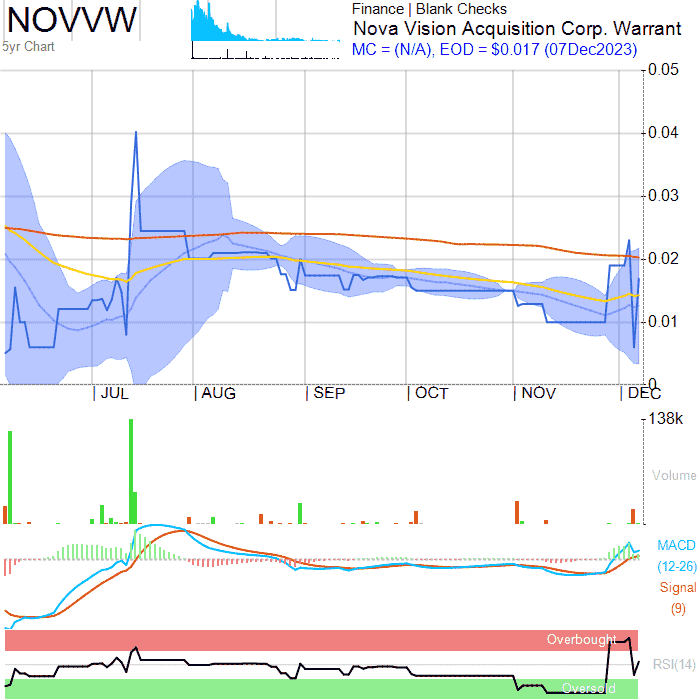 NOVVW
5yr Chart
Finance | Blank Checks
Nova Vision Acquisition Corp. Warrant
MC = (N/A), EOD = $0.017 (07Dec2023)
0.05
0.04
0.03
0.02
0.01
0
JUL AUG SEP OCT NOV DEC
138k
Volume
MACD
(12-26)
Signal
(9)
Overbought
RSI(14)
Oversold